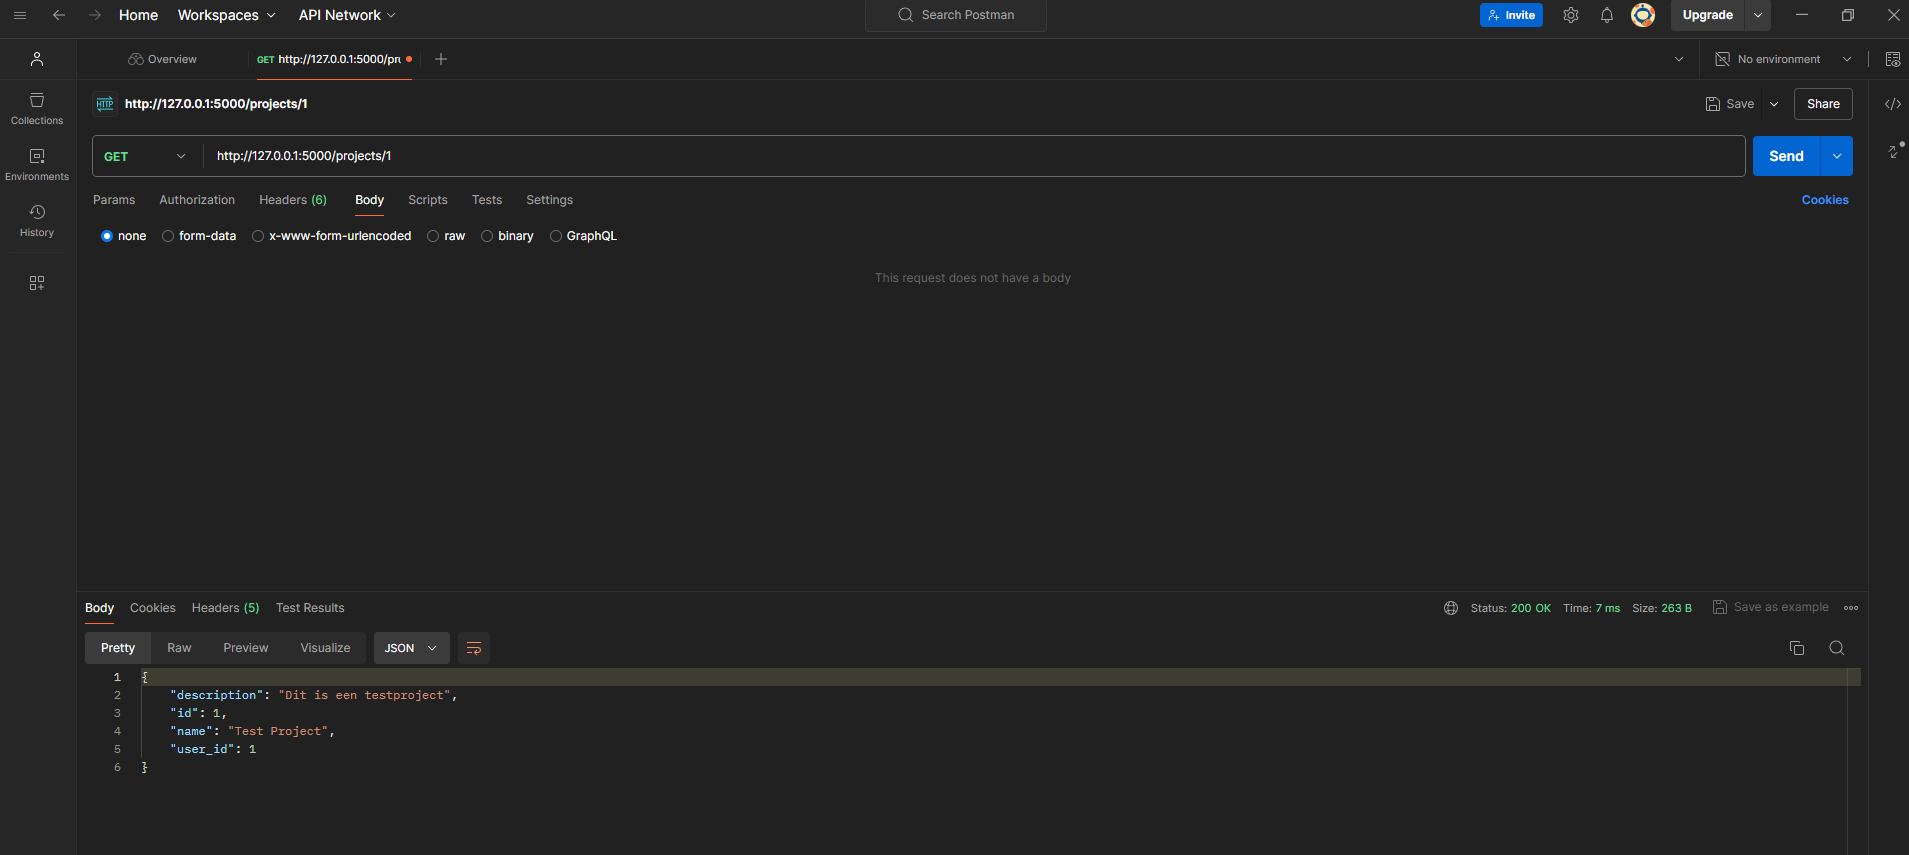 Home Workspaces API Network Search Postman Invite Upgrade
Overview GET http://127.0.0.1:5000/pro No environment
HTTP http://127.0.0.1:5000/projects/1 Save Share
Collections
GET http://127.0.0.1:5000/projects/1 Send
Environments
Params Authorization Headers (6) Body Scripts Tests Settings Cookies
History
none form-data x-www-form-urlencoded raw binary GraphQL
This request does not have a body
Body Cookies Headers (5) Test Results Status: 200 OK Time: 7 ms Size: 263 B Save as example
Pretty Raw Preview Visualize JSON
1 {
2 "description": "Dit is een testproject",
3 "id": 1,
4 "name": "Test Project",
5 "user_id": 1
6 }